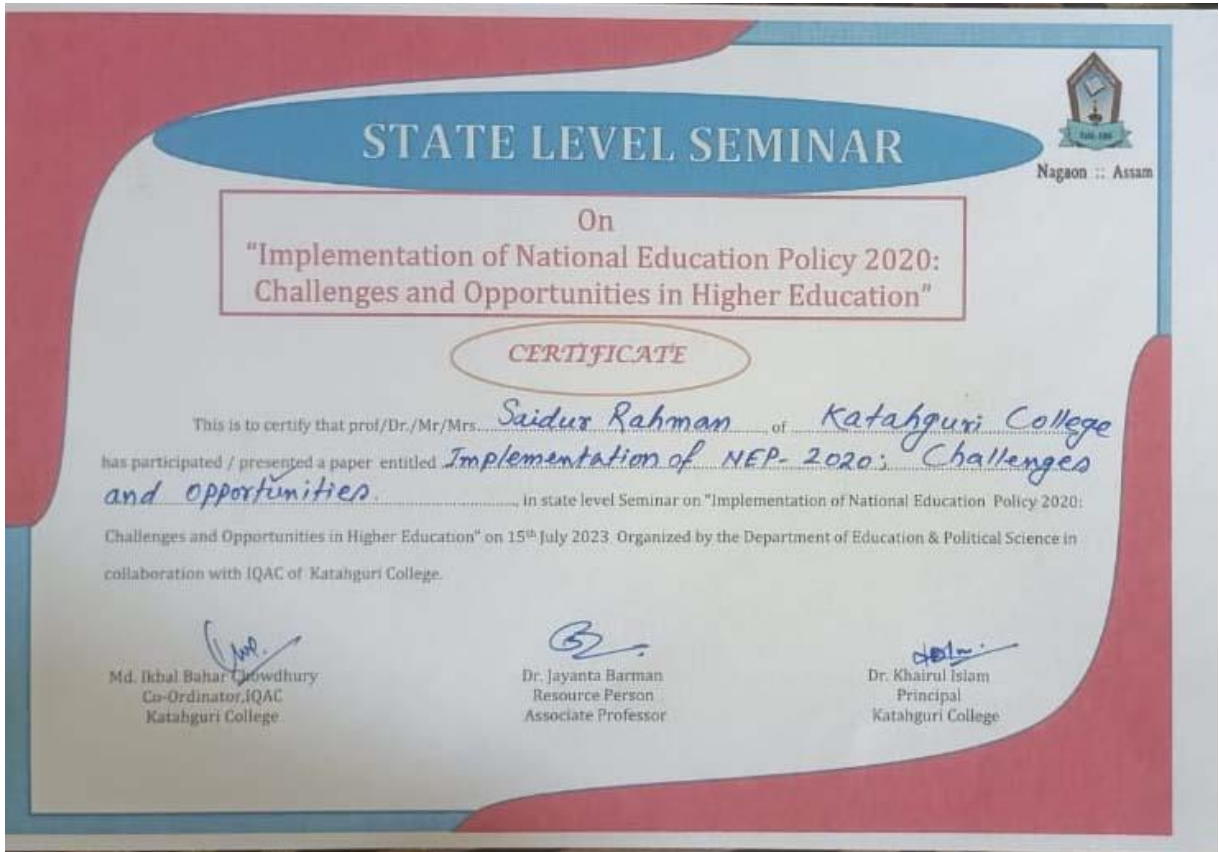 STATE LEVEL SEMINAR
Nagaon :: Assam
On
"Implementation of National Education Policy 2020:
Challenges and Opportunities in Higher Education"
CERTIFICATE
This is to certify that prof/Dr./Mr/Mrs. Saidur Rahman of Katahguri College
has participated / presented a paper entitled Implementation of NEP- 2020; Challenges
and opportunities. , in state level Seminar on "Implementation of National Education Policy 2020:
Challenges and Opportunities in Higher Education" on 15th July 2023 Organized by the Department of Education & Political Science in
collaboration with IQAC of Katahguri College.
Md. Ikbal Bahar Chowdhury
Co-Ordinator,IQAC
Katahguri College
Dr. Jayanta Barman
Resource Person
Associate Professor
Dr. Khairul Islam
Principal
Katahguri College